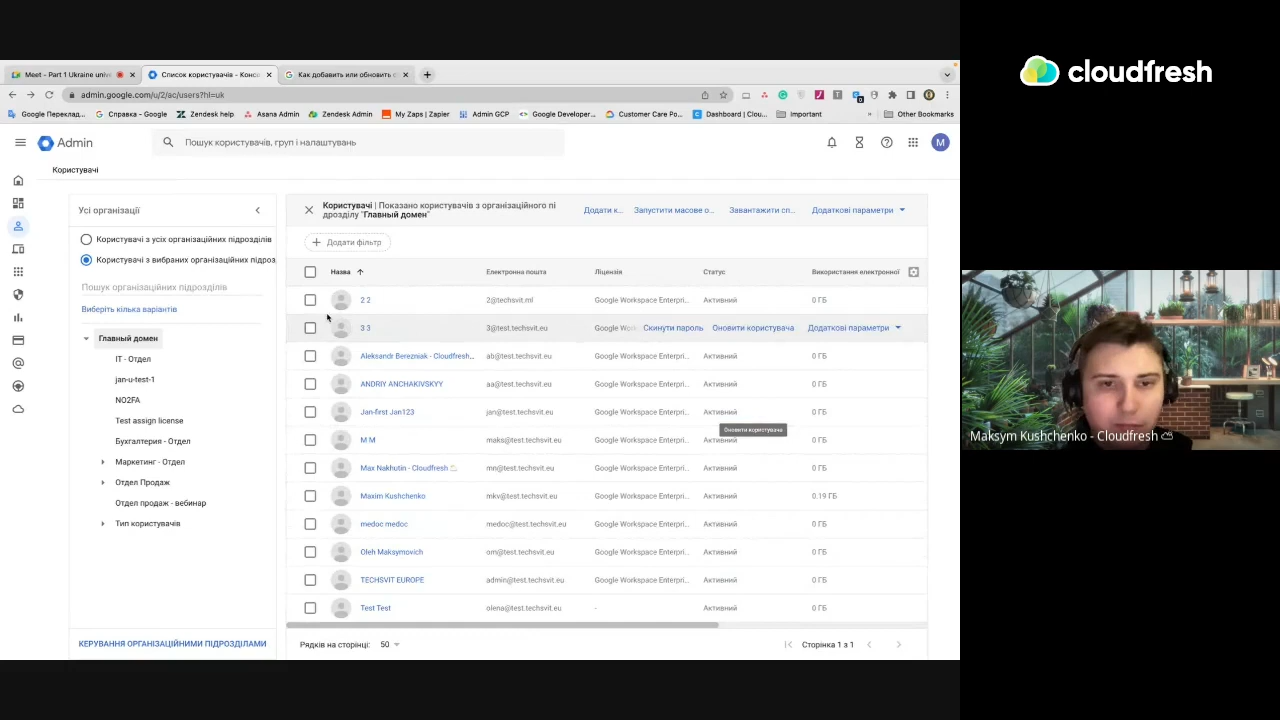 cloudfresh
Meet – Part 1 Ukraine unive
Список користувачів – Конс
Как добавить или обновить с
admin.google.com/u/2/ac/users?hl=uk
Google Переклад...
Справка – Google
Zendesk help
Asana Admin
Zendesk Admin
My Zaps | Zapier
Admin GCP
Google Developer...
Customer Care Po...
Dashboard | Clou...
Important
»
Other Bookmarks
Admin
Пошук користувачів, груп і налаштувань
M
Користувачі
Усі організації
Користувачі з усіх організаційних підрозділів
Користувачі з вибраних організаційних підроз
Пошук організаційних підрозділів
Виберіть кілька варіантів
Главный домен
IT - Отдел
jan-u-test-1
NO2FA
Test assign license
Бухгалтерия - Отдел
Маркетинг - Отдел
Отдел Продаж
Отдел продаж - вебинар
Тип користувачів
КЕРУВАННЯ ОРГАНІЗАЦІЙНИМИ ПІДРОЗДІЛАМИ
Користувачі | Показано користувачів з організаційного пі
дрозділу "Главный домен"
Додати к...
Запустити масове о...
Завантажити сп...
Додаткові параметри
Додати фільтр
Назва
Електронна пошта
Ліцензія
Статус
Використання електронної
2 2 2@techsvit.ml Google Workspace Enterpri... Активний 0 ГБ
3 3 3@test.techsvit.eu Google Wor Скинути пароль Оновити користувача Додаткові параметри
Aleksandr Berezniak - Cloudfresh... ab@test.techsvit.eu Google Workspace Enterpri... Активний 0 ГБ
ANDRIY ANCHAKIVSKYY aa@test.techsvit.eu Google Workspace Enterpri... Активний 0 ГБ
Jan-first Jan123 jan@test.techsvit.eu Google Workspace Enterpri... Активний 0 ГБ
Оновити користувача
M M maks@test.techsvit.eu Google Workspace Enterpri... Активний 0 ГБ
Max Nakhutin - Cloudfresh mn@test.techsvit.eu Google Workspace Enterpri... Активний 0 ГБ
Maxim Kushchenko mkv@test.techsvit.eu Google Workspace Enterpri... Активний 0.19 ГБ
medoc medoc medoc@test.techsvit.eu Google Workspace Enterpri... Активний 0 ГБ
Oleh Maksymovich om@test.techsvit.eu Google Workspace Enterpri... Активний 0 ГБ
TECHSVIT EUROPE admin@test.techsvit.eu Google Workspace Enterpri... Активний 0 ГБ
Test Test olena@test.techsvit.eu - Активний 0 ГБ
Рядків на сторінці: 50
Сторінка 1 з 1
Maksym Kushchenko - Cloudfresh